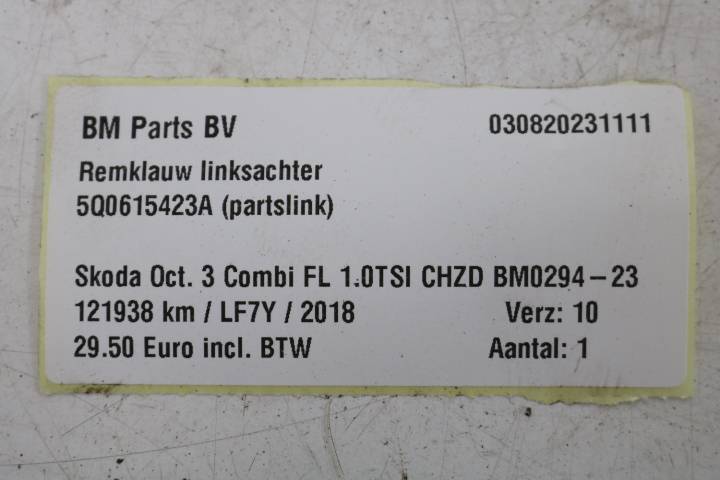 BM Parts BV 030820231111
Remklauw linksachter
5Q0615423A (partslink)
Skoda Oct. 3 Combi FL 1.0TSI CHZD BM0294-23
121938 km / LF7Y / 2018 Verz: 10
29.50 Euro incl. BTW Aantal: 1